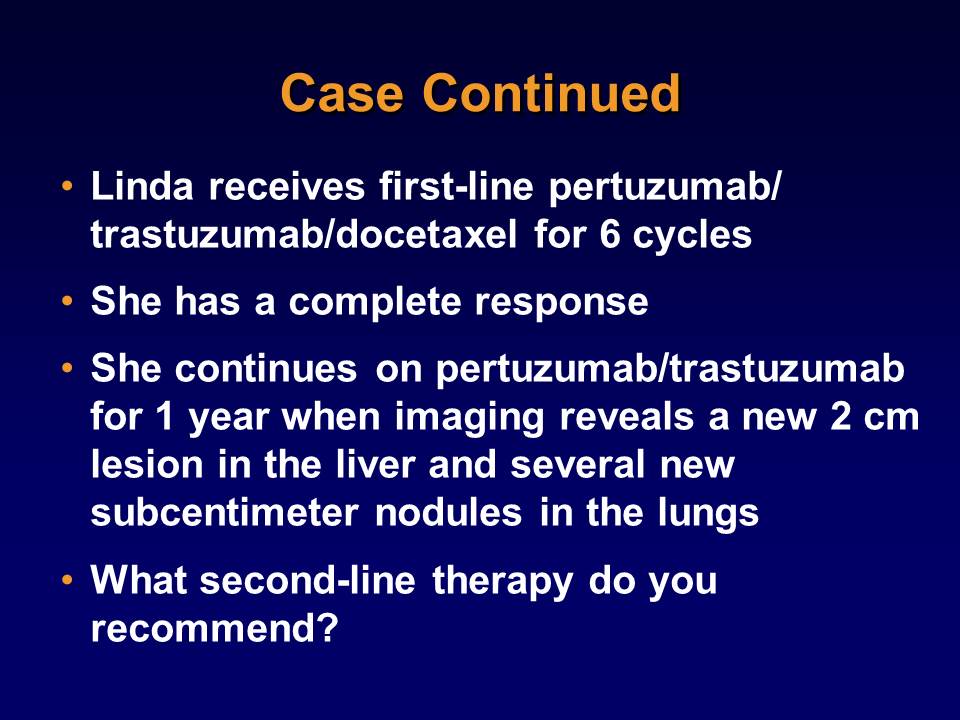 Case Continued
• Linda receives first-line pertuzumab/
trastuzumab/docetaxel for 6 cycles
• She has a complete response
• She continues on pertuzumab/trastuzumab
for 1 year when imaging reveals a new 2 cm
lesion in the liver and several new
subcentimeter nodules in the lungs
• What second-line therapy do you
recommend?